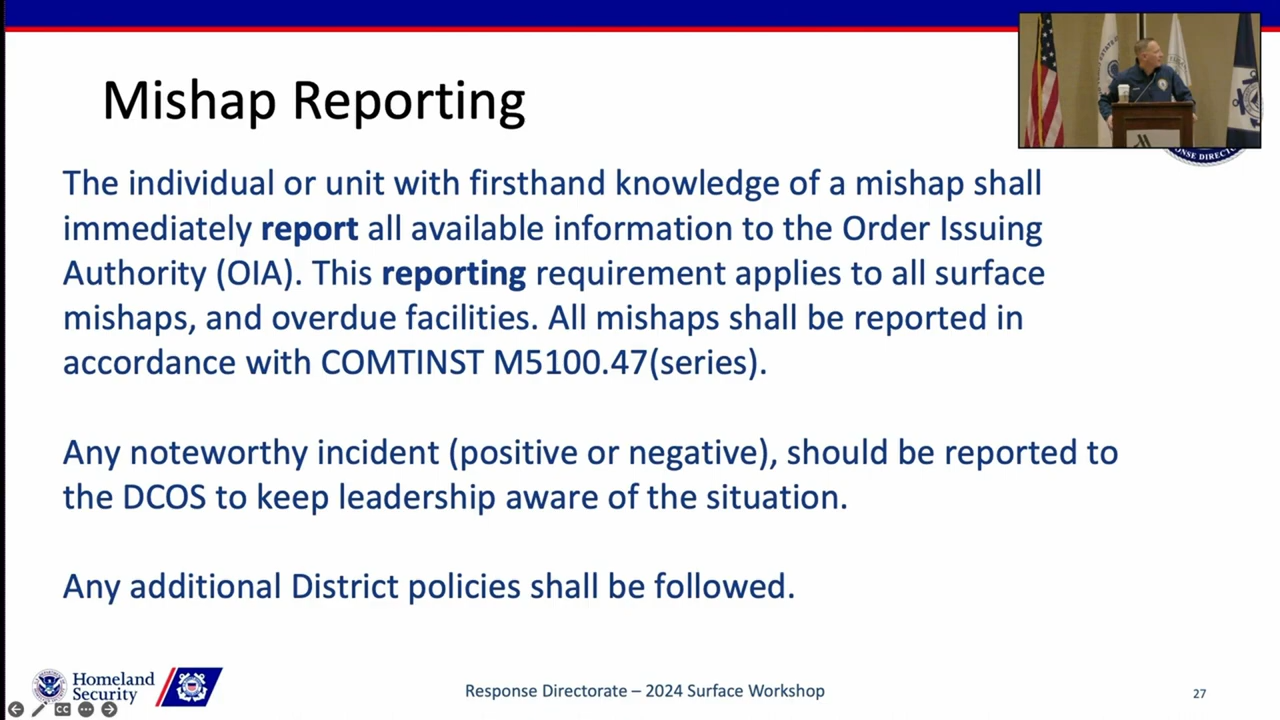 Mishap Reporting
The individual or unit with firsthand knowledge of a mishap shall
immediately report all available information to the Order Issuing
Authority (OIA). This reporting requirement applies to all surface
mishaps, and overdue facilities. All mishaps shall be reported in
accordance with COMTINST M5100.47(series).
Any noteworthy incident (positive or negative), should be reported to
the DCOS to keep leadership aware of the situation.
Any additional District policies shall be followed.
Homeland
Security
Response Directorate – 2024 Surface Workshop
27
CC